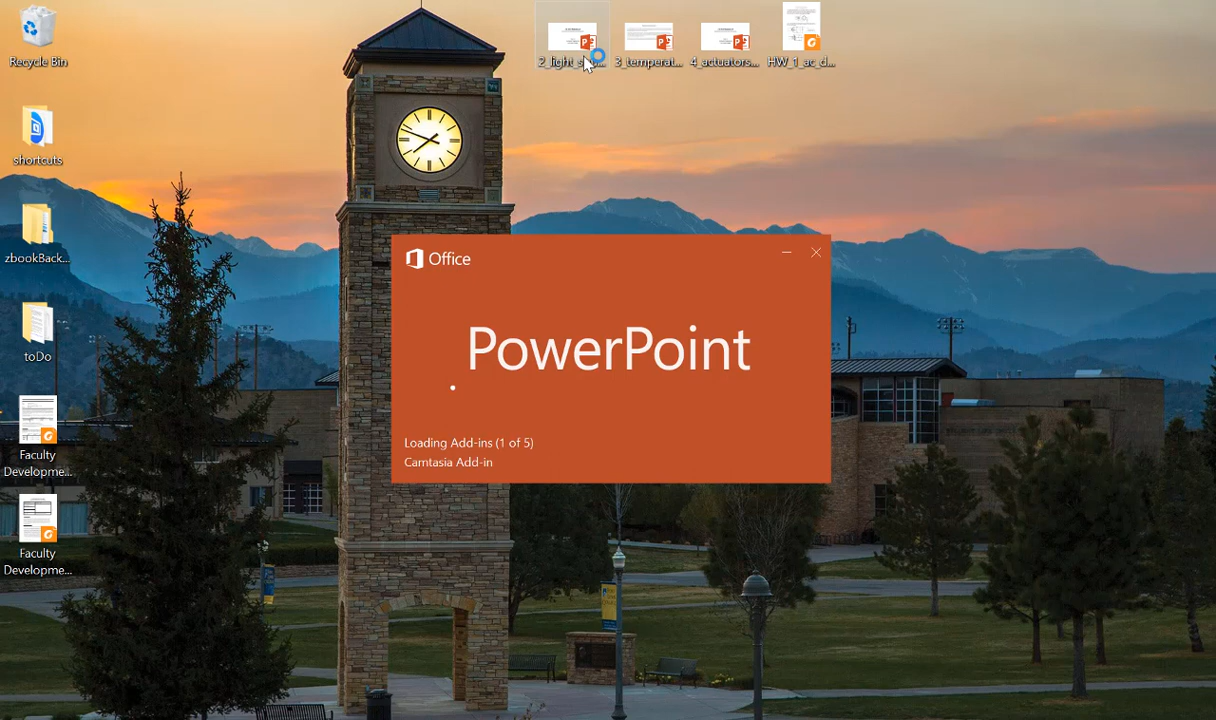 Recycle Bin
shortcuts
zbookBack...
toDo
Faculty
Developme...
Faculty
Developme...
3_temperat...
4_actuators...
HW_1_ac_d...
Office
PowerPoint
Loading Add-ins (1 of 5)
Camtasia Add-in